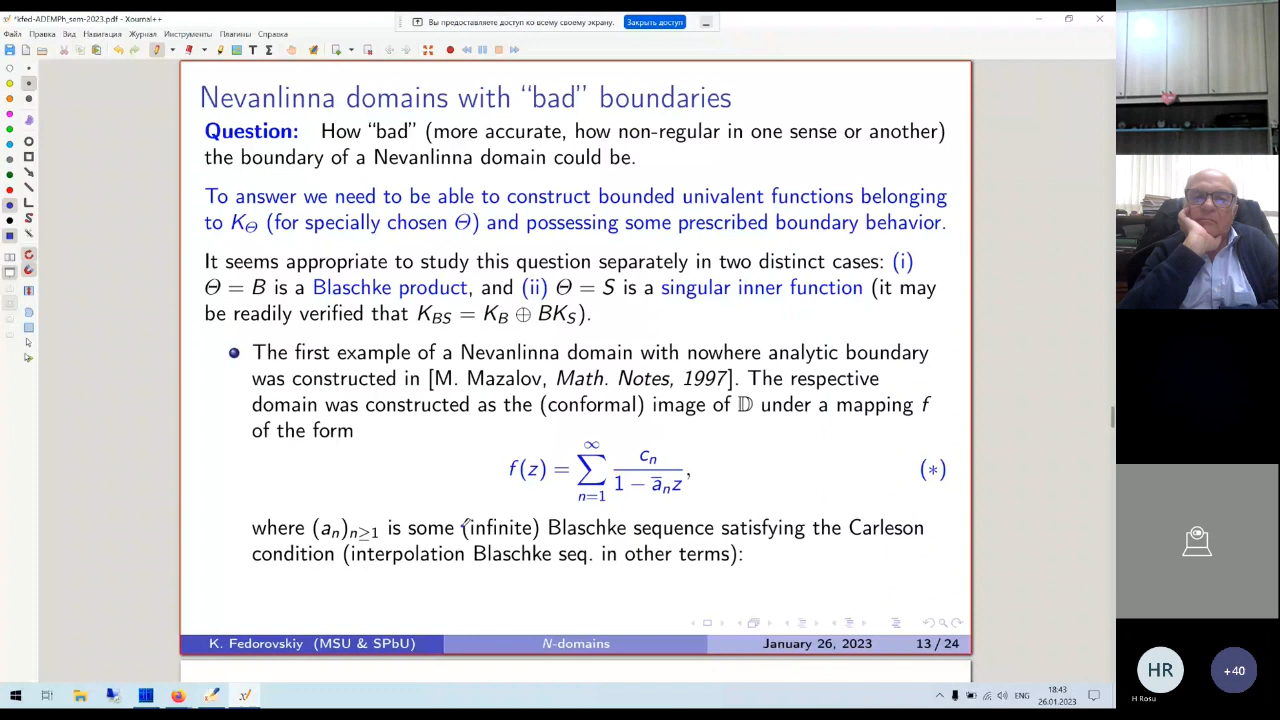 *kfed-ADEMPh_sem-2023.pdf - Xournal++
Вы предоставляете доступ ко всему своему экрану. Закрыть доступ
Файл Правка Вид Навигация Журнал Инструменты Плагины Справка
Nevanlinna domains with “bad” boundaries
Question: How “bad” (more accurate, how non-regular in one sense or another)
the boundary of a Nevanlinna domain could be.
To answer we need to be able to construct bounded univalent functions belonging
to K_Θ (for specially chosen Θ) and possessing some prescribed boundary behavior.
It seems appropriate to study this question separately in two distinct cases: (i)
Θ = B is a Blaschke product, and (ii) Θ = S is a singular inner function (it may
be readily verified that K_{BS} = K_B ⊕ BK_S).
The first example of a Nevanlinna domain with nowhere analytic boundary
was constructed in [M. Mazalov, Math. Notes, 1997]. The respective
domain was constructed as the (conformal) image of 𝔻 under a mapping f
of the form
f(z) = ∑_{n=1}^{∞} c_n / (1 − a̅_n z), (∗)
where (a_n)_{n≥1} is some (infinite) Blaschke sequence satisfying the Carleson
condition (interpolation Blaschke seq. in other terms):
K. Fedorovskiy (MSU & SPbU) N-domains January 26, 2023 13 / 24
HR
H Rosu
+40
ENG
18:43
26.01.2023